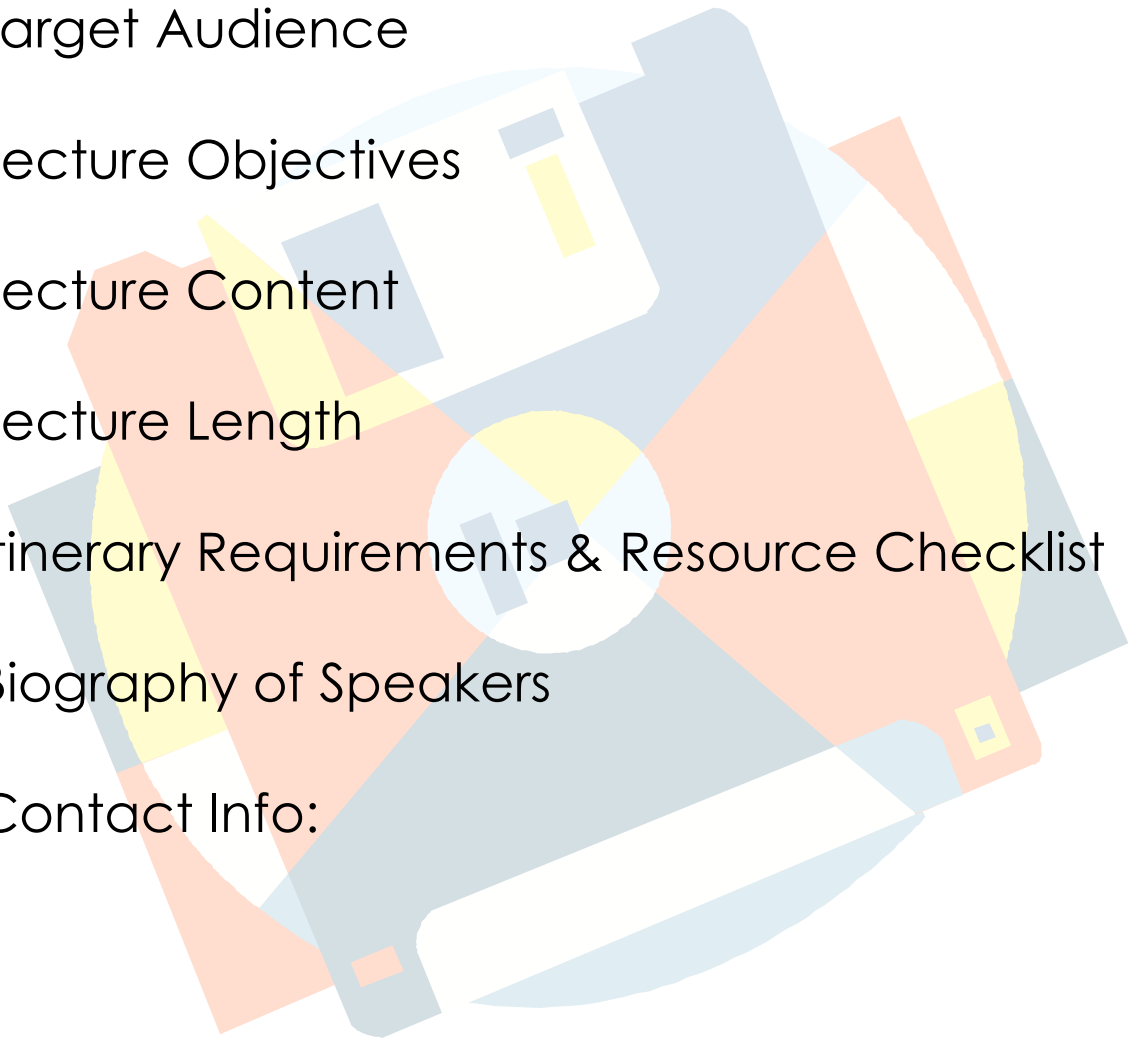 arget Audience
ecture Objectives
ecture Content
ecture Length
tinerary Requirements & Resource Checklist
Biography of Speakers
Contact Info: